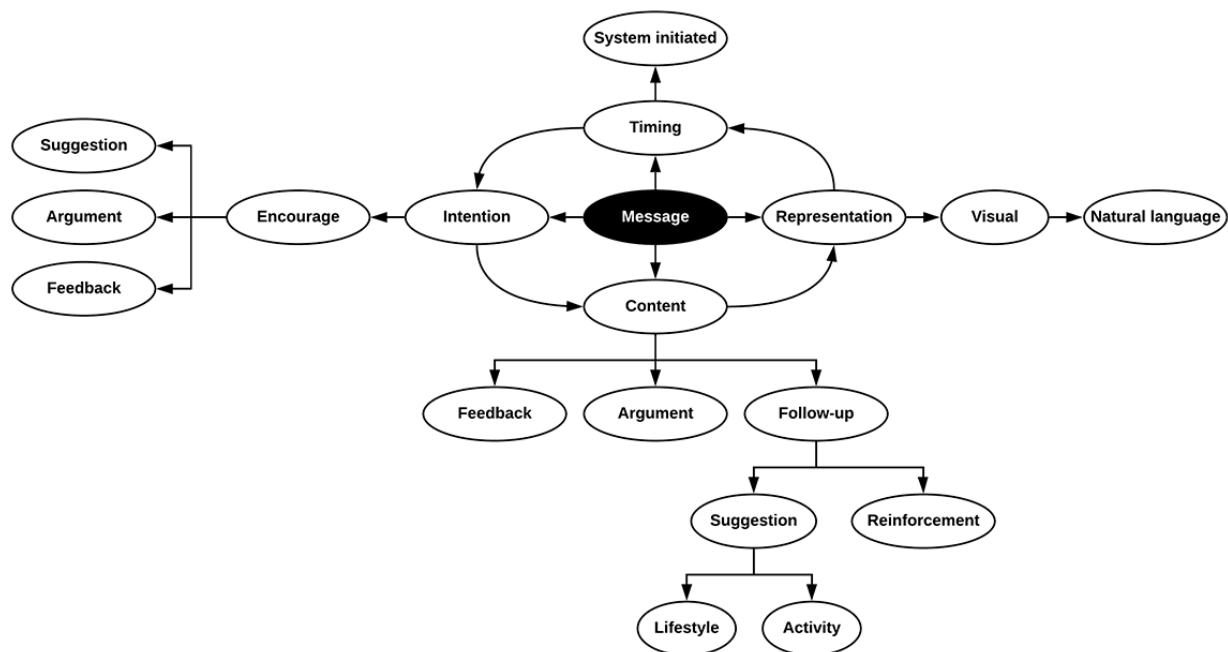 System initiated
Timing
Suggestion
Argument
Encourage
Intention
Message
Representation
Visual
Natural language
Feedback
Content
Feedback
Argument
Follow-up
Suggestion
Reinforcement
Lifestyle
Activity